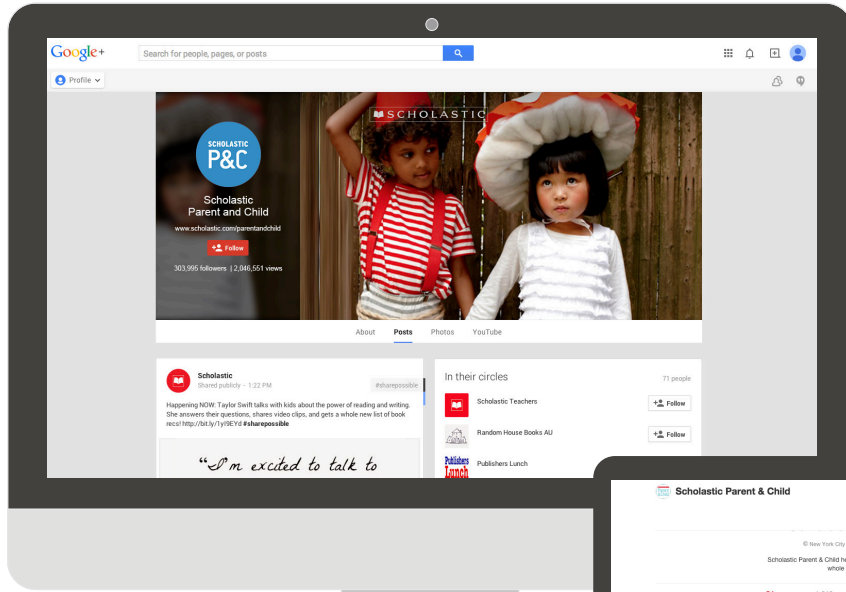 Google+
Search for people, pages, or posts
Profile
SCHOLASTIC
SCHOLASTIC
P&C
Scholastic
Parent and Child
www.scholastic.com/parentandchild
Follow
303,995 followers | 2,046,551 views
About Posts Photos YouTube
Scholastic
Shared publicly - 1:22 PM
#sharepossible
Happening NOW: Taylor Swift talks with kids about the power of reading and writing.
She answers their questions, shares video clips, and gets a whole new list of book
recs! http://bit.ly/1yI9EYd #sharepossible
“I'm excited to talk to
In their circles
71 people
Scholastic Teachers
Follow
Random House Books AU
Follow
Publishers
Lunch
Publishers Lunch
Scholastic Parent & Child
© New York City
Scholastic Parent & Child he
whole